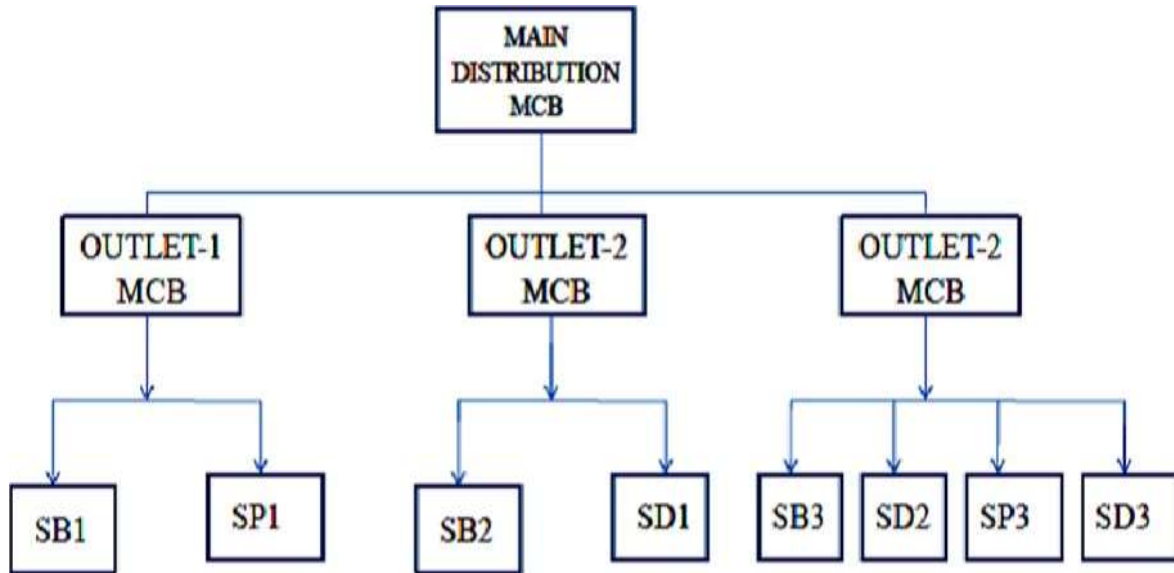 MAIN
DISTRIBUTION
MCB
OUTLET-1
MCB
OUTLET-2
MCB
OUTLET-2
MCB
SB1
SP1
SB2
SD1
SB3
SD2
SP3
SD3